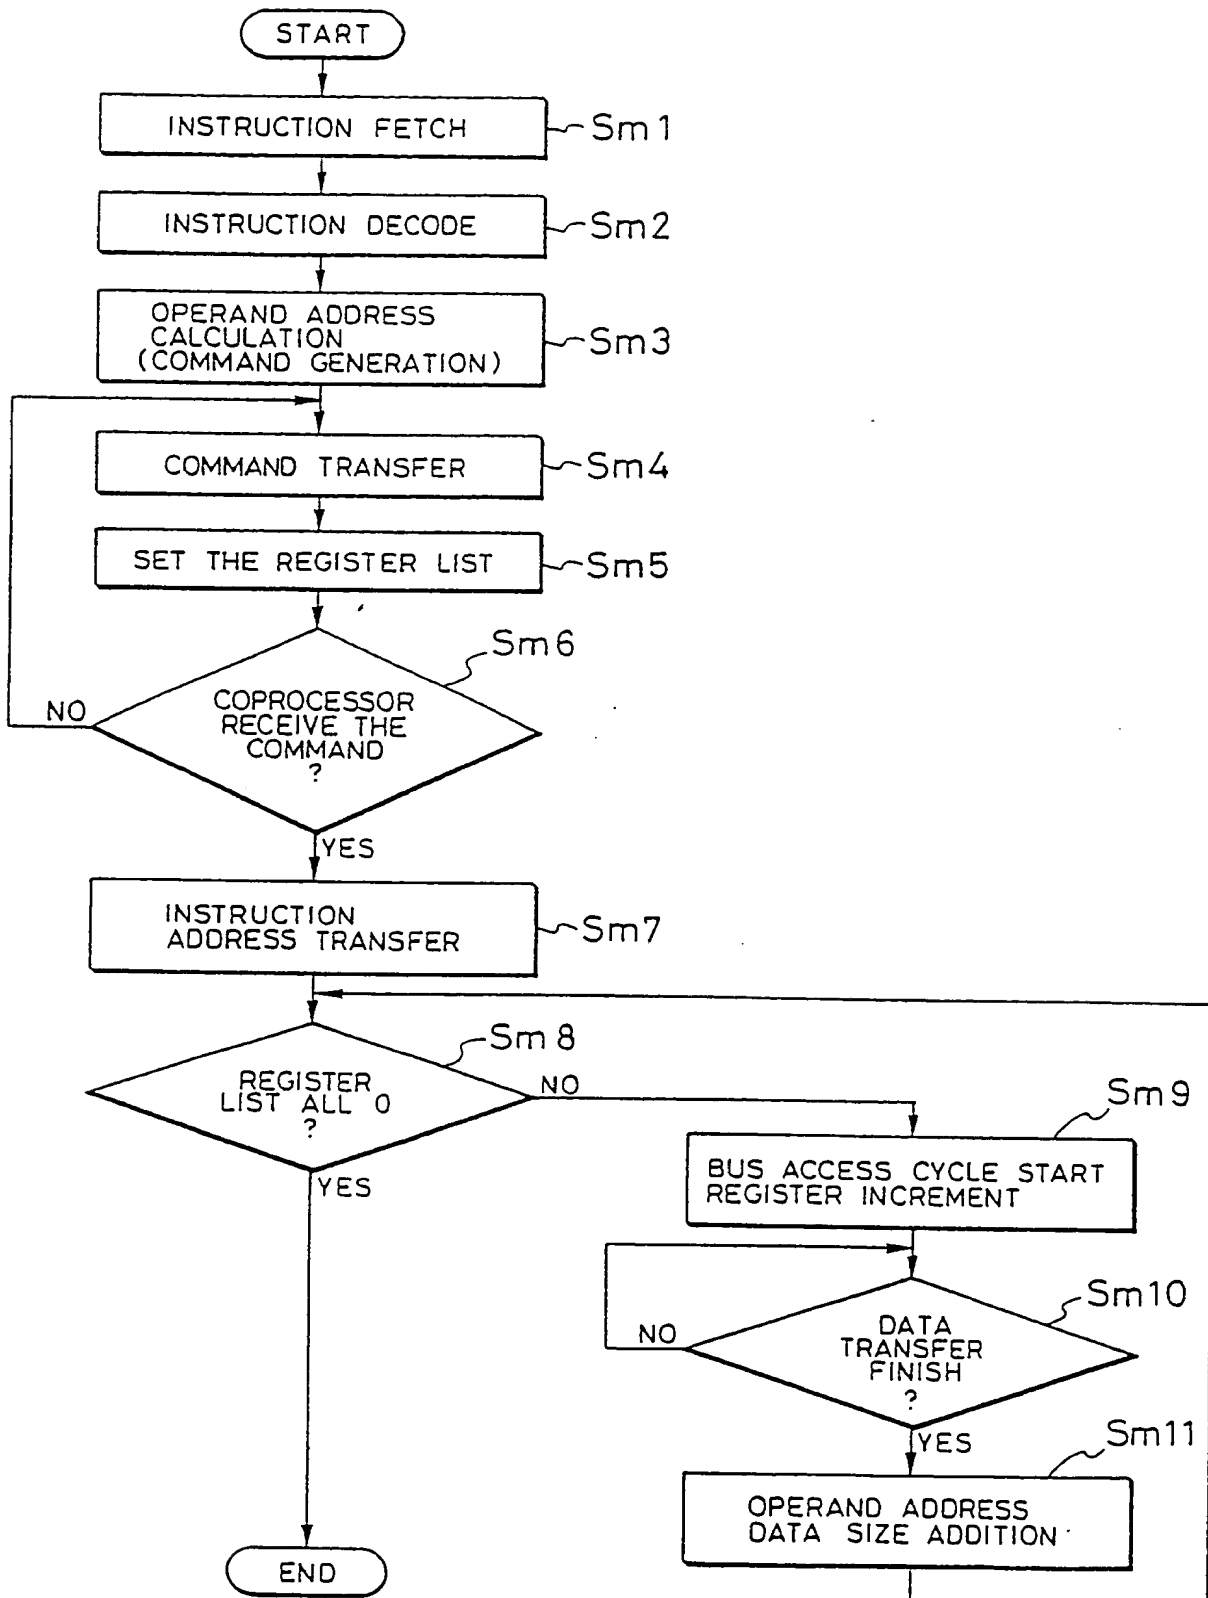 START
INSTRUCTION FETCH
Sm1
INSTRUCTION DECODE
Sm2
OPERAND ADDRESS
CALCULATION
(COMMAND GENERATION)
Sm3
COMMAND TRANSFER
Sm4
SET THE REGISTER LIST
Sm5
Sm6
COPROCESSOR
RECEIVE THE
COMMAND
?
NO
YES
INSTRUCTION
ADDRESS TRANSFER
Sm7
Sm8
REGISTER
LIST ALL 0
?
NO
YES
Sm9
BUS ACCESS CYCLE START
REGISTER INCREMENT
Sm10
DATA
TRANSFER
FINISH
?
NO
YES
Sm11
OPERAND ADDRESS
DATA SIZE ADDITION
END